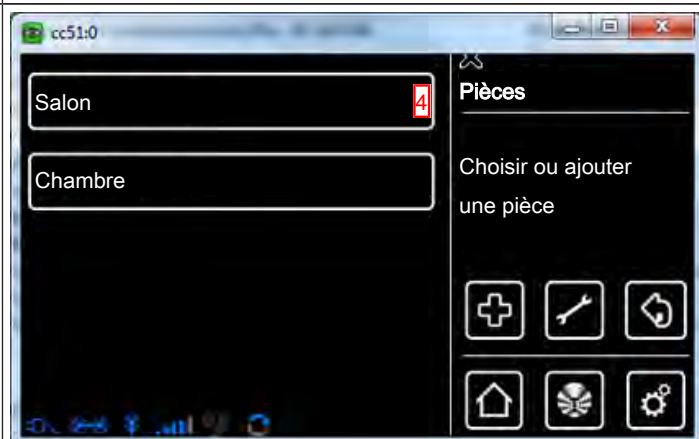 cc51:0
Salon 4
Chambre
Pièces
Choisir ou ajouter
une pièce